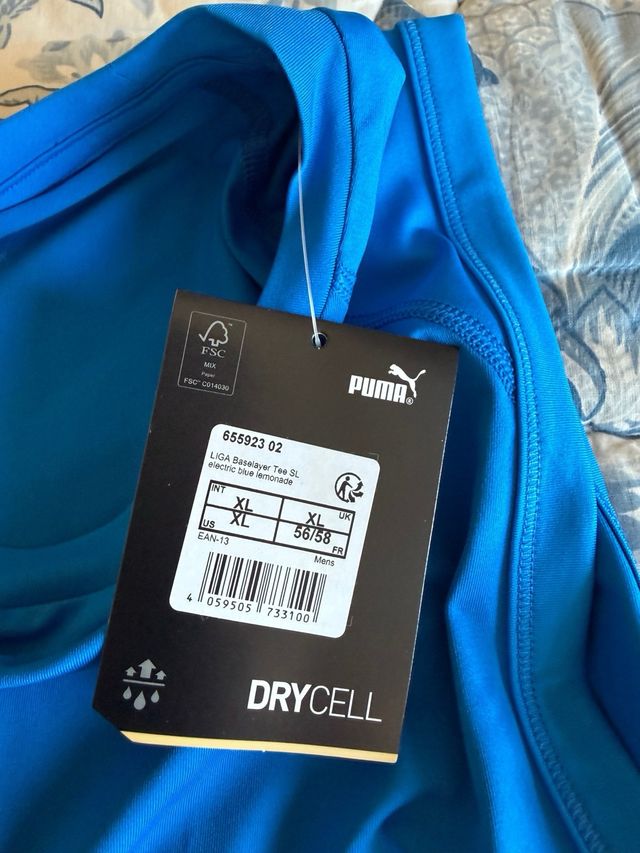 FSC
MIX
Paper
FSC™ C014030
PUMA®
655923 02
LIGA Baselayer Tee SL
electric blue lemonade
INT
XL
XL
UK
US
XL
56/58
FR
EAN-13
Mens
4 059505 733100
DRYCELL